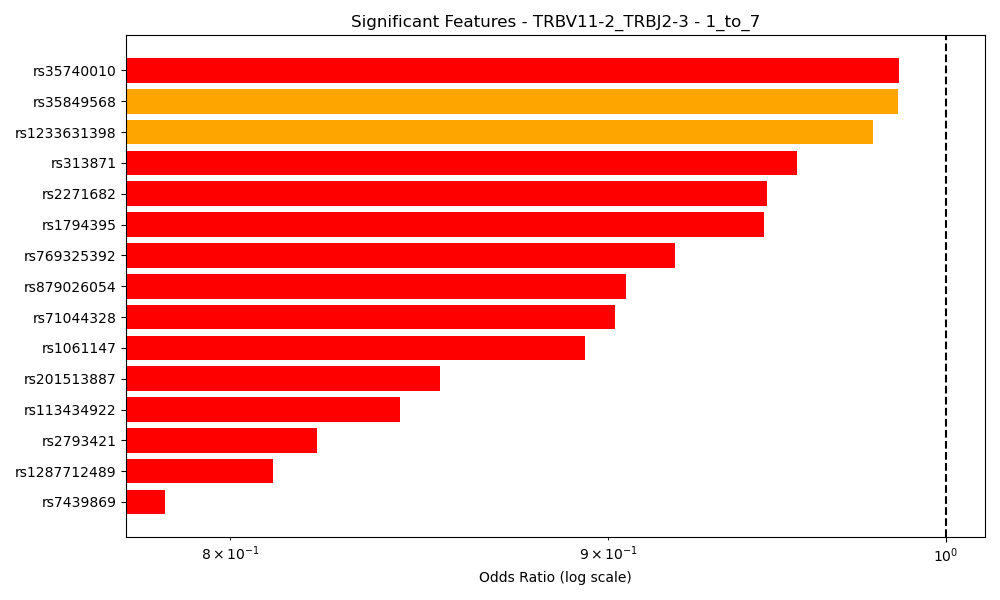 Significant Features - TRBV11-2_TRBJ2-3 - 1_to_7
rs35740010
rs35849568
rs1233631398
rs313871
rs2271682
rs1794395
rs769325392
rs879026054
rs71044328
rs1061147
rs201513887
rs113434922
rs2793421
rs1287712489
rs7439869
8 × 10⁻¹ 9 × 10⁻¹ 10⁰
Odds Ratio (log scale)